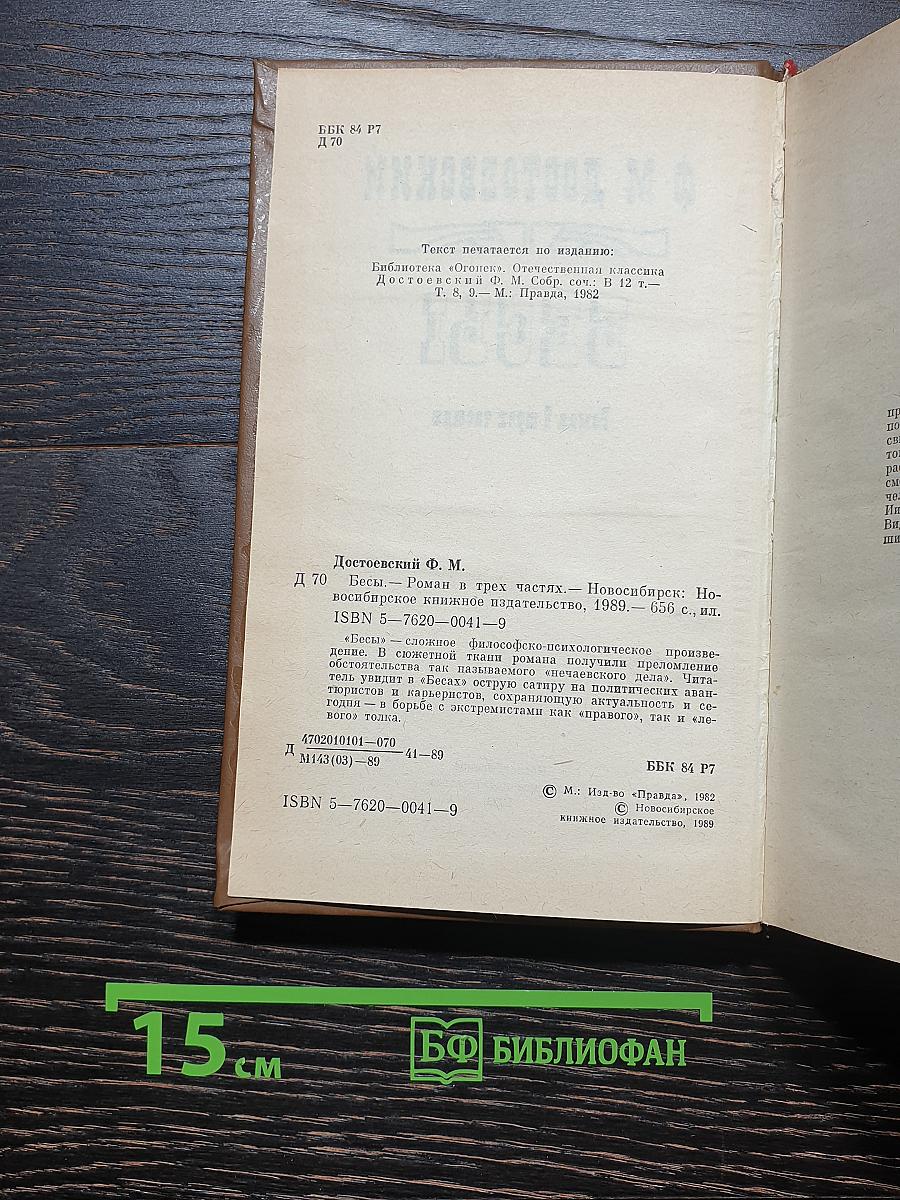 ББК 84 Р7
Д 70
Текст печатается по изданию:
Библиотека «Огонек». Отечественная классика
Достоевский Ф. М. Собр. соч.: В 12 т.—
Т. 8, 9.— М.: Правда, 1982
Достоевский Ф. М.
Д 70 Бесы.— Роман в трех частях.— Новосибирск: Но-
восибирское книжное издательство, 1989.— 656 с., ил.
ISBN 5—7620—0041—9
«Бесы» — сложное философско-психологическое произве-
дение. В сюжетной ткани романа получили преломление
обстоятельства так называемого «нечаевского дела». Чита-
тель увидит в «Бесах» острую сатиру на политических аван-
тюристов и карьеристов, сохраняющую актуальность и се-
годня — в борьбе с экстремистами как «правого», так и «ле-
вого» толка.
Д 4702010101—070 41—89
М143(03)—89
ББК 84 Р7
ISBN 5—7620—0041—9
© М.: Изд-во «Правда», 1982
© Новосибирское
книжное издательство, 1989
15 см
БФ БИБ�лиОФАН